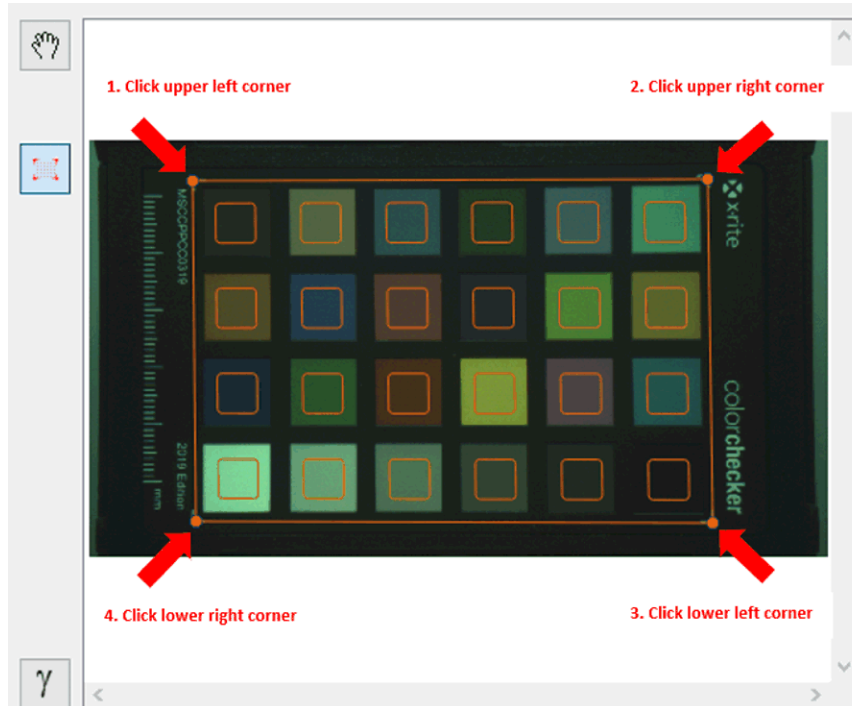 1. Click upper left corner
2. Click upper right corner
MSCCPPCC0319
x-rite
colorchecker
2019 Edition
mm
4. Click lower right corner
3. Click lower left corner
γ